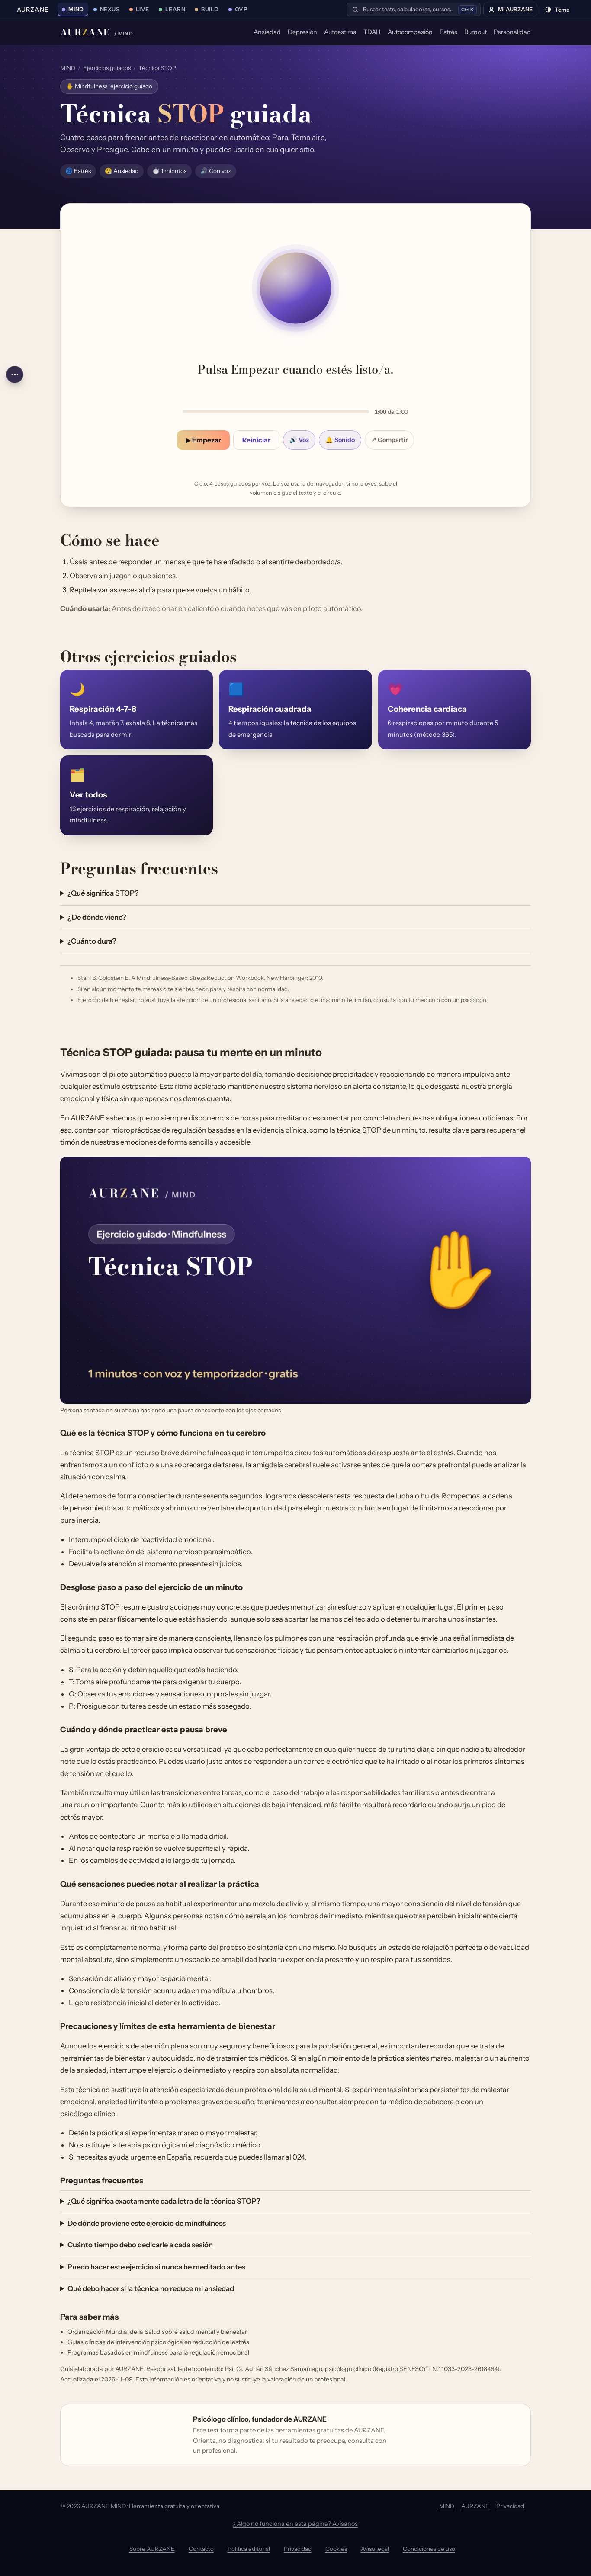 AURZANE MIND NEXUS LIVE LEARN BUILD OVP Buscar tests, calculadoras, cursos... Ctrl K Mi AURZANE Tema
AURZANE / MIND Ansiedad Depresión Autoestima TDAH Autocompasión Estrés Burnout Personalidad
MIND / Ejercicios guiados / Técnica STOP
✋ Mindfulness · ejercicio guiado
Técnica STOP guiada
Cuatro pasos para frenar antes de reaccionar en automático: Para, Toma aire,
Observa y Prosigue. Cabe en un minuto y puedes usarla en cualquier sitio.
Estrés Ansiedad 1 minutos Con voz
Pulsa Empezar cuando estés listo/a.
1:00 de 1:00
▶ Empezar Reiniciar Voz Sonido ↗ Compartir
Ciclo: 4 pasos guiados por voz. La voz usa la del navegador; si no la oyes, sube el
volumen o sigue el texto y el círculo.
Cómo se hace
1. Úsala antes de responder un mensaje que te ha enfadado o al sentirte desbordado/a.
2. Observa sin juzgar lo que sientes.
3. Repítela varias veces al día para que se vuelva un hábito.
Cuándo usarla: Antes de reaccionar en caliente o cuando notes que vas en piloto automático.
Otros ejercicios guiados
Respiración 4-7-8
Inhala 4, mantén 7, exhala 8. La técnica más
buscada para dormir.
Respiración cuadrada
4 tiempos iguales: la técnica de los equipos
de emergencia.
Coherencia cardiaca
6 respiraciones por minuto durante 5
minutos (método 365).
Ver todos
13 ejercicios de respiración, relajación y
mindfulness.
Preguntas frecuentes
▶ ¿Qué significa STOP?
▶ ¿De dónde viene?
▶ ¿Cuánto dura?
• Stahl B, Goldstein E. A Mindfulness-Based Stress Reduction Workbook. New Harbinger; 2010.
• Si en algún momento te mareas o te sientes peor, para y respira con normalidad.
• Ejercicio de bienestar, no sustituye la atención de un profesional sanitario. Si la ansiedad o el insomnio te limitan, consulta con tu médico o con un psicólogo.
Técnica STOP guiada: pausa tu mente en un minuto
Vivimos con el piloto automático puesto la mayor parte del día, tomando decisiones precipitadas y reaccionando de manera impulsiva ante
cualquier estímulo estresante. Este ritmo acelerado mantiene nuestro sistema nervioso en alerta constante, lo que desgasta nuestra energía
emocional y física sin que apenas nos demos cuenta.
En AURZANE sabemos que no siempre disponemos de horas para meditar o desconectar por completo de nuestras obligaciones cotidianas. Por
eso, contar con microprácticas de regulación basadas en la evidencia clínica, como la técnica STOP de un minuto, resulta clave para recuperar el
timón de nuestras emociones de forma sencilla y accesible.
AURZANE / MIND
Ejercicio guiado · Mindfulness
Técnica STOP
1 minutos · con voz y temporizador · gratis
Persona sentada en su oficina haciendo una pausa consciente con los ojos cerrados
Qué es la técnica STOP y cómo funciona en tu cerebro
La técnica STOP es un recurso breve de mindfulness que interrumpe los circuitos automáticos de respuesta ante el estrés. Cuando nos
enfrentamos a un conflicto o a una sobrecarga de tareas, la amígdala cerebral suele activarse antes de que la corteza prefrontal pueda analizar la
situación con calma.
Al detenernos de forma consciente durante sesenta segundos, logramos desacelerar esta respuesta de lucha o huida. Rompemos la cadena
de pensamientos automáticos y abrimos una ventana de oportunidad para elegir nuestra conducta en lugar de limitarnos a reaccionar por
pura inercia.
• Interrumpe el ciclo de reactividad emocional.
• Facilita la activación del sistema nervioso parasimpático.
• Devuelve la atención al momento presente sin juicios.
Desglose paso a paso del ejercicio de un minuto
El acrónimo STOP resume cuatro acciones muy concretas que puedes memorizar sin esfuerzo y aplicar en cualquier lugar. El primer paso
consiste en parar físicamente lo que estás haciendo, aunque solo sea apartar las manos del teclado o detener tu marcha unos instantes.
El segundo paso es tomar aire de manera consciente, llenando los pulmones con una respiración profunda que envíe una señal inmediata de
calma a tu cerebro. El tercer paso implica observar tus sensaciones físicas y tus pensamientos actuales sin intentar cambiarlos ni juzgarlos.
• S: Para la acción y detén aquello que estés haciendo.
• T: Toma aire profundamente para oxigenar tu cuerpo.
• O: Observa tus emociones y sensaciones corporales sin juzgar.
• P: Prosigue con tu tarea desde un estado más sosegado.
Cuándo y dónde practicar esta pausa breve
La gran ventaja de este ejercicio es su versatilidad, ya que cabe perfectamente en cualquier hueco de tu rutina diaria sin que nadie a tu alrededor
note que lo estás practicando. Puedes usarlo justo antes de responder a un correo electrónico que te ha irritado o al notar los primeros síntomas
de tensión en el cuello.
También resulta muy útil en las transiciones entre tareas, como el paso del trabajo a las responsabilidades familiares o antes de entrar a
una reunión importante. Cuanto más lo utilices en situaciones de baja intensidad, más fácil te resultará recordarlo cuando surja un pico de
estrés mayor.
• Antes de contestar a un mensaje o llamada difícil.
• Al notar que la respiración se vuelve superficial y rápida.
• En los cambios de actividad a lo largo de tu jornada.
Qué sensaciones puedes notar al realizar la práctica
Durante ese minuto de pausa es habitual experimentar una mezcla de alivio y, al mismo tiempo, una mayor consciencia del nivel de tensión que
acumulabas en el cuerpo. Algunas personas notan cómo se relajan los hombros de inmediato, mientras que otras perciben inicialmente cierta
inquietud al frenar su ritmo habitual.
Esto es completamente normal y forma parte del proceso de sintonía con uno mismo. No busques un estado de relajación perfecta o de vacuidad
mental absoluta, sino simplemente un espacio de amabilidad hacia tu experiencia presente y un respiro para tus sentidos.
• Sensación de alivio y mayor espacio mental.
• Consciencia de la tensión acumulada en mandíbula u hombros.
• Ligera resistencia inicial al detener la actividad.
Precauciones y límites de esta herramienta de bienestar
Aunque los ejercicios de atención plena son muy seguros y beneficiosos para la población general, es importante recordar que se trata de
herramientas de bienestar y autocuidado, no de tratamientos médicos. Si en algún momento de la práctica sientes mareo, malestar o un aumento
de la ansiedad, interrumpe el ejercicio de inmediato y respira con absoluta normalidad.
Esta técnica no sustituye la atención especializada de un profesional de la salud mental. Si experimentas síntomas persistentes de malestar
emocional, ansiedad limitante o problemas graves de sueño, te animamos a consultar siempre con tu médico de cabecera o con un
psicólogo clínico.
• Detén la práctica si experimentas mareo o mayor malestar.
• No sustituye la terapia psicológica ni el diagnóstico médico.
• Si necesitas ayuda urgente en España, recuerda que puedes llamar al 024.
Preguntas frecuentes
▶ ¿Qué significa exactamente cada letra de la técnica STOP?
▶ De dónde proviene este ejercicio de mindfulness
▶ Cuánto tiempo debo dedicarle a cada sesión
▶ Puedo hacer este ejercicio si nunca he meditado antes
▶ Qué debo hacer si la técnica no reduce mi ansiedad
Para saber más
• Organización Mundial de la Salud sobre salud mental y bienestar
• Guías clínicas de intervención psicológica en reducción del estrés
• Programas basados en mindfulness para la regulación emocional
Guía elaborada por AURZANE. Responsable del contenido: Psi. Cl. Adrián Sánchez Samaniego, psicólogo clínico (Registro SENESCYT N.º 1033-2023-2618464).
Actualizada el 2026-11-09. Esta información es orientativa y no sustituye la valoración de un profesional.
Psicólogo clínico, fundador de AURZANE
Este test forma parte de las herramientas gratuitas de AURZANE.
Orienta, no diagnostica: si tu resultado te preocupa, consulta con
un profesional.
© 2026 AURZANE MIND · Herramienta gratuita y orientativa MIND AURZANE Privacidad
¿Algo no funciona en esta página? Avísanos
Sobre AURZANE Contacto Política editorial Privacidad Cookies Aviso legal Condiciones de uso